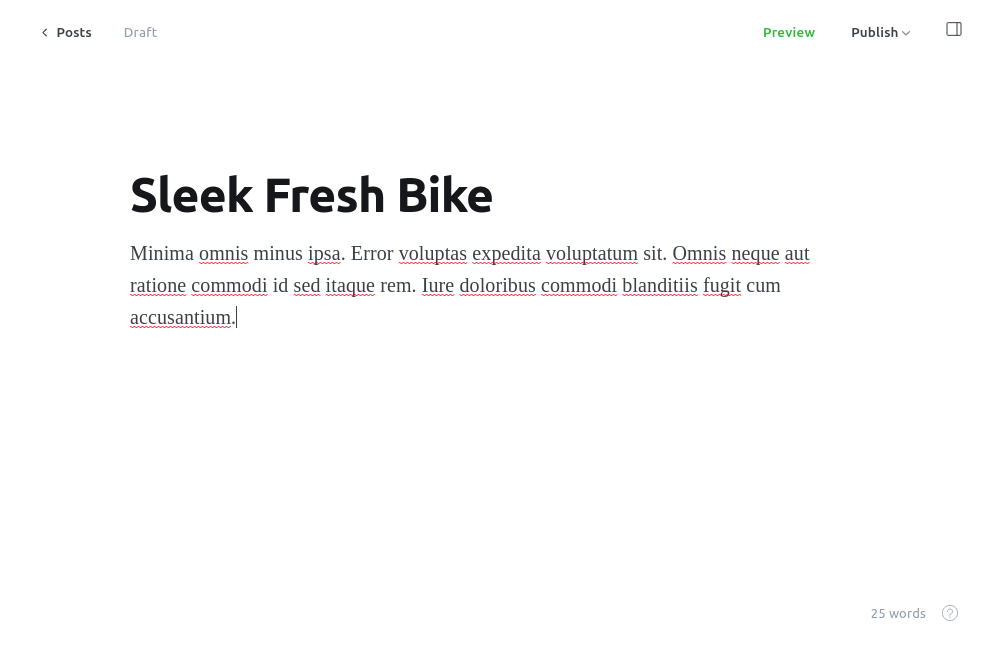 Posts Draft Preview Publish
Sleek Fresh Bike
Minima omnis minus ipsa. Error voluptas expedita voluptatum sit. Omnis neque aut
ratione commodi id sed itaque rem. Iure doloribus commodi blanditiis fugit cum
accusantium.
25 words ?